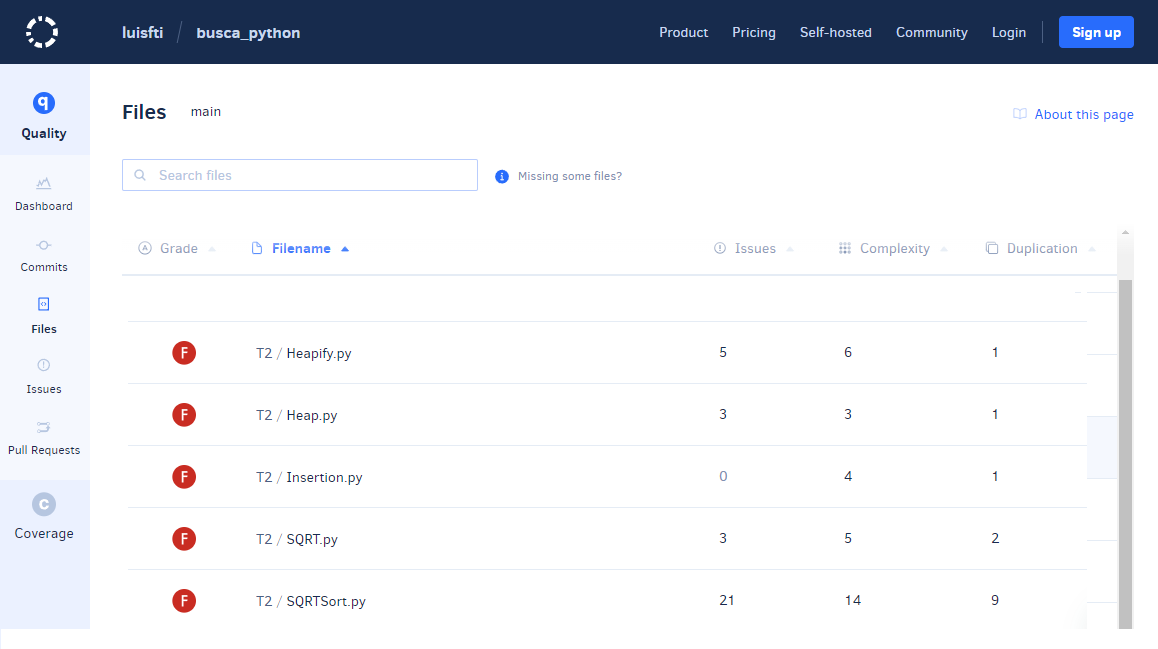 luisfti / busca_python Product Pricing Self-hosted Community Login Sign up
Quality
Dashboard
Commits
Files
Issues
Pull Requests
Coverage
Files main About this page
Search files Missing some files?
Grade Filename Issues Complexity Duplication
F T2 / Heapify.py 5 6 1
F T2 / Heap.py 3 3 1
F T2 / Insertion.py 0 4 1
F T2 / SQRT.py 3 5 2
F T2 / SQRTSort.py 21 14 9